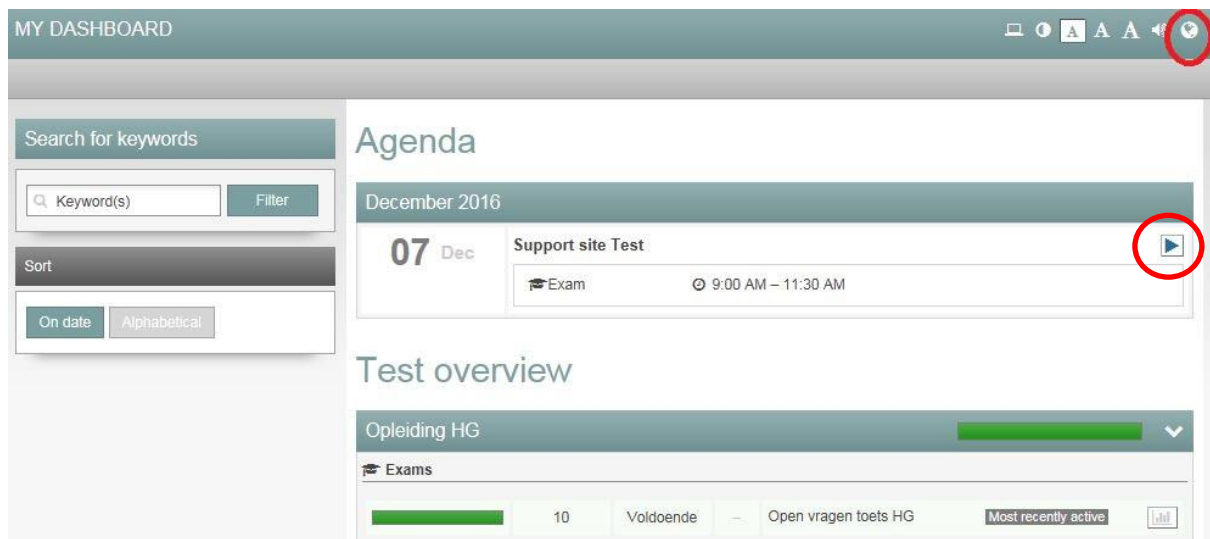 MY DASHBOARD
A A A
Search for keywords
Keyword(s) Filter
Sort
On date Alphabetical
Agenda
December 2016
07 Dec Support site Test
Exam 9:00 AM – 11:30 AM
Test overview
Opleiding HG
Exams
10 Voldoende – Open vragen toets HG Most recently active